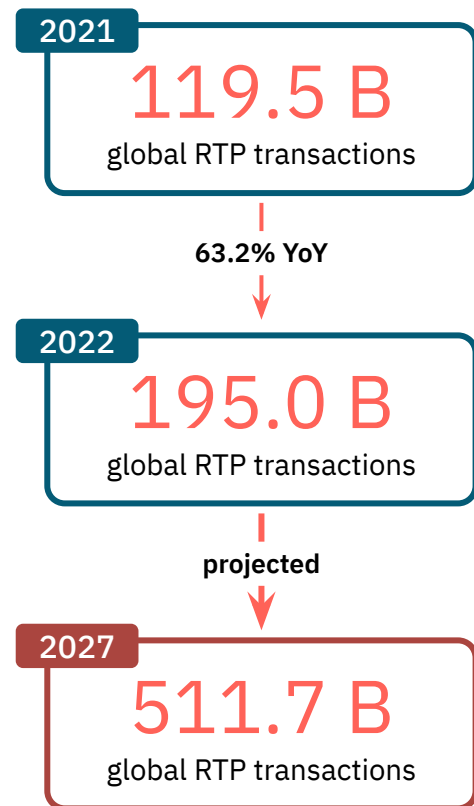 2021
119.5 B
global RTP transactions
63.2% YoY
2022
195.0 B
global RTP transactions
projected
2027
511.7 B
global RTP transactions